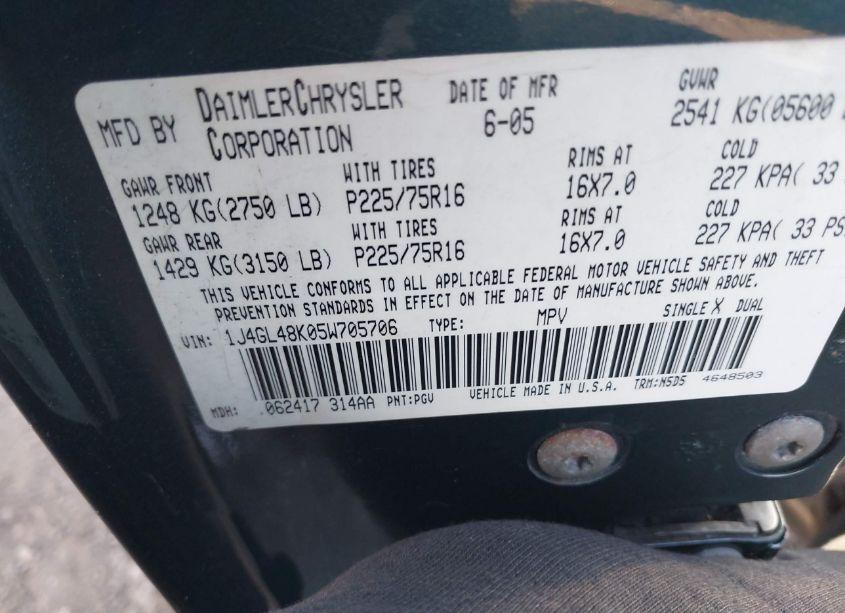 MFD BY DAIMLERCHRYSLER CORPORATION DATE OF MFR 6-05 GVWR 2541 KG(05600
GAWR FRONT WITH TIRES RIMS AT COLD
1248 KG(2750 LB) P225/75R16 16X7.0 227 KPA( 33
GAWR REAR WITH TIRES RIMS AT COLD
1429 KG(3150 LB) P225/75R16 16X7.0 227 KPA( 33 PS
THIS VEHICLE CONFORMS TO ALL APPLICABLE FEDERAL MOTOR VEHICLE SAFETY AND THEFT
PREVENTION STANDARDS IN EFFECT ON THE DATE OF MANUFACTURE SHOWN ABOVE.
VIN: 1J4GL48K05W705706 TYPE: MPV SINGLE X DUAL
MDH: 062417 314AA PNT:PGV VEHICLE MADE IN U.S.A. TRM:N5D5 4648503